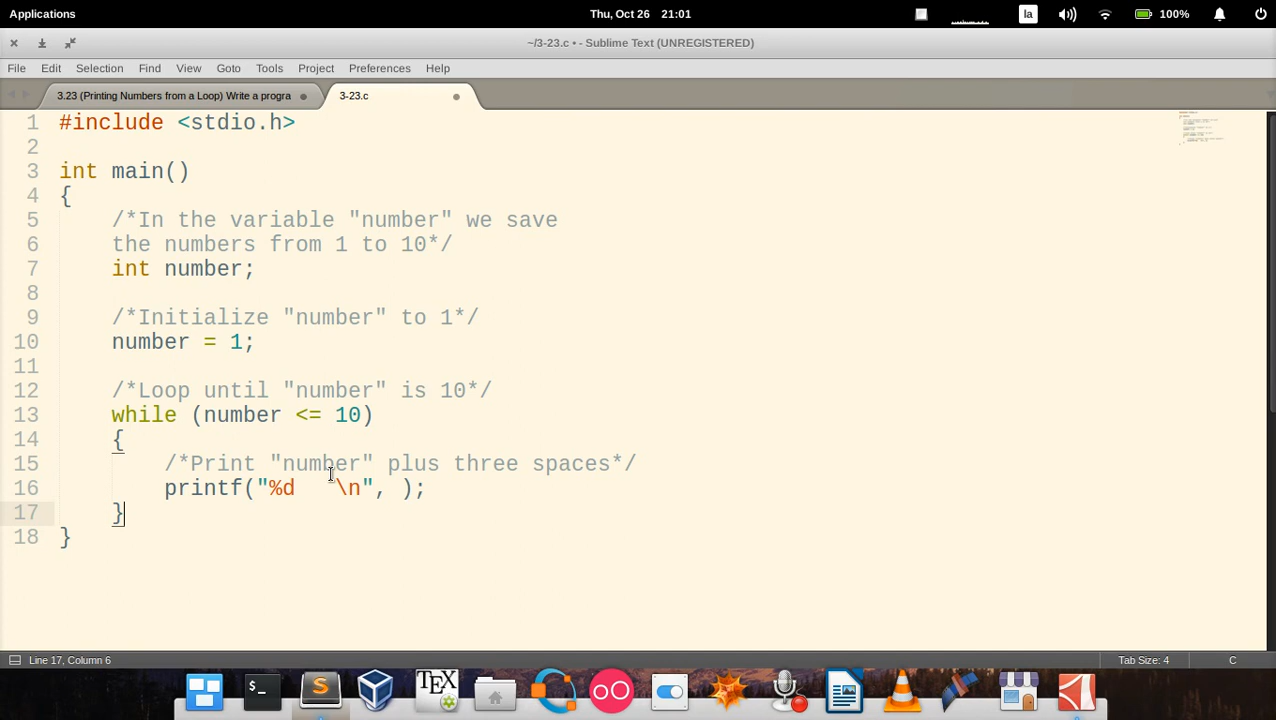 Applications
Thu, Oct 26 21:01
la
100%
~/3-23.c • - Sublime Text (UNREGISTERED)
File Edit Selection Find View Goto Tools Project Preferences Help
3.23 (Printing Numbers from a Loop) Write a progra
3-23.c
1 #include <stdio.h>
2
3 int main()
4 {
5 /*In the variable "number" we save
6 the numbers from 1 to 10*/
7 int number;
8
9 /*Initialize "number" to 1*/
10 number = 1;
11
12 /*Loop until "number" is 10*/
13 while (number <= 10)
14 {
15 /*Print "number" plus three spaces*/
16 printf("%d   \n", );
17 }
18 }
Line 17, Column 6
Tab Size: 4
C
>_
TEX